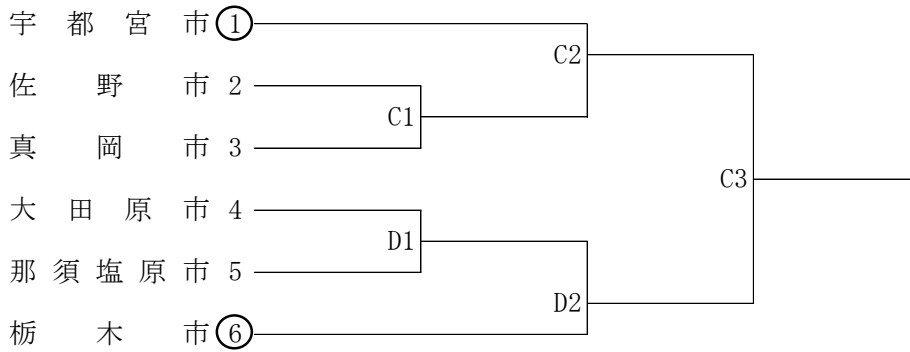 宇都宮市①
C2
佐野市 2
C1
真岡市 3
C3
大田原市 4
D1
那須塩原市 5
D2
栃木市⑥